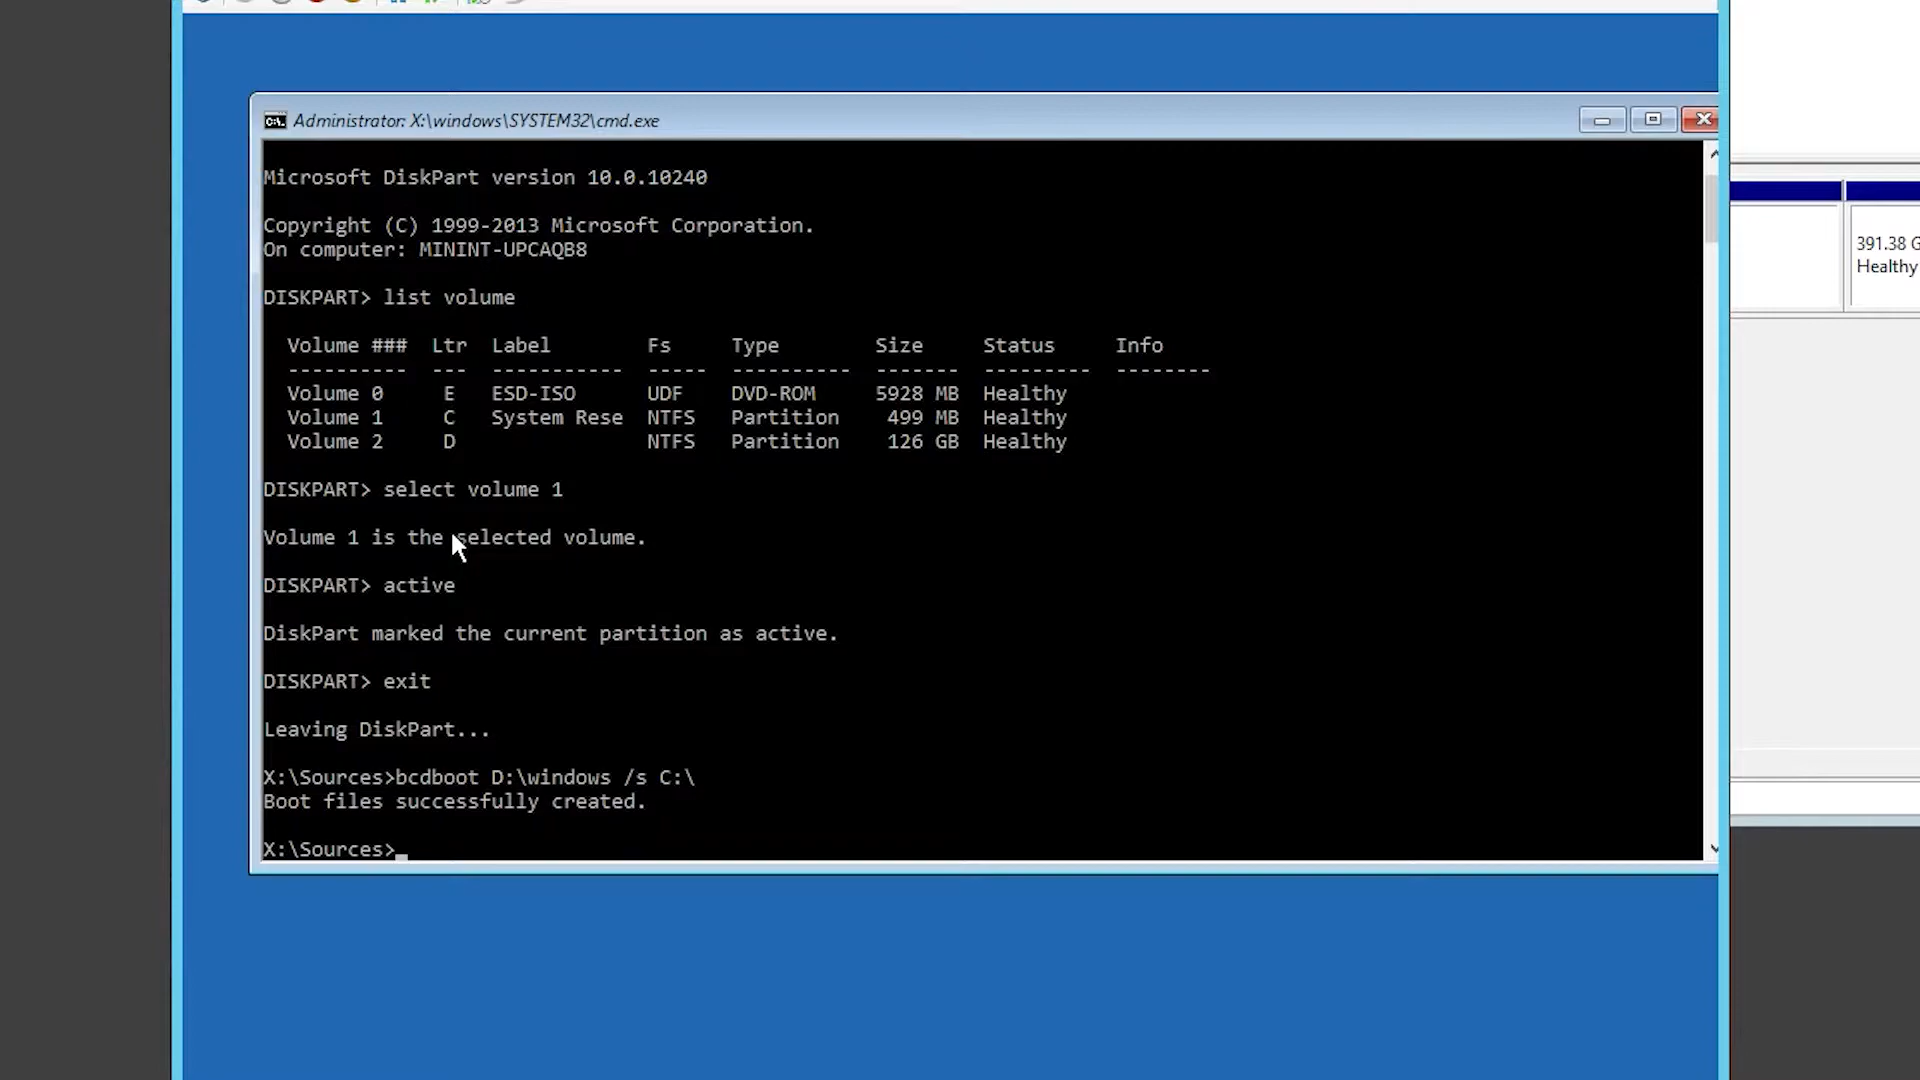 Administrator: X:\windows\SYSTEM32\cmd.exe
Microsoft DiskPart version 10.0.10240
Copyright (C) 1999-2013 Microsoft Corporation.
On computer: MININT-UPCAQB8
DISKPART> list volume
Volume ### Ltr Label Fs Type Size Status Info
---------- --- ----------- ----- ---------- ------- --------- --------
Volume 0 E ESD-ISO UDF DVD-ROM 5928 MB Healthy
Volume 1 C System Rese NTFS Partition 499 MB Healthy
Volume 2 D NTFS Partition 126 GB Healthy
DISKPART> select volume 1
Volume 1 is the selected volume.
DISKPART> active
DiskPart marked the current partition as active.
DISKPART> exit
Leaving DiskPart...
X:\Sources>bcdboot D:\windows /s C:\
Boot files successfully created.
X:\Sources>
391.38 G
Healthy